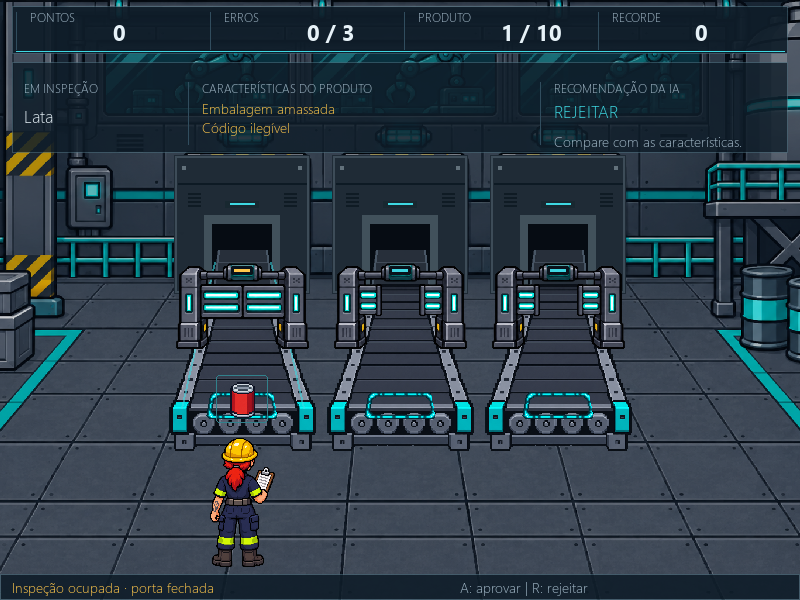 PONTOS
0
ERROS
0 / 3
PRODUTO
1 / 10
RECORDE
0
EM INSPEÇÃO
Lata
CARACTERÍSTICAS DO PRODUTO
Embalagem amassada
Código ilegível
RECOMENDAÇÃO DA IA
REJEITAR
Compare com as características.
Inspeção ocupada · porta fechada
A: aprovar | R: rejeitar